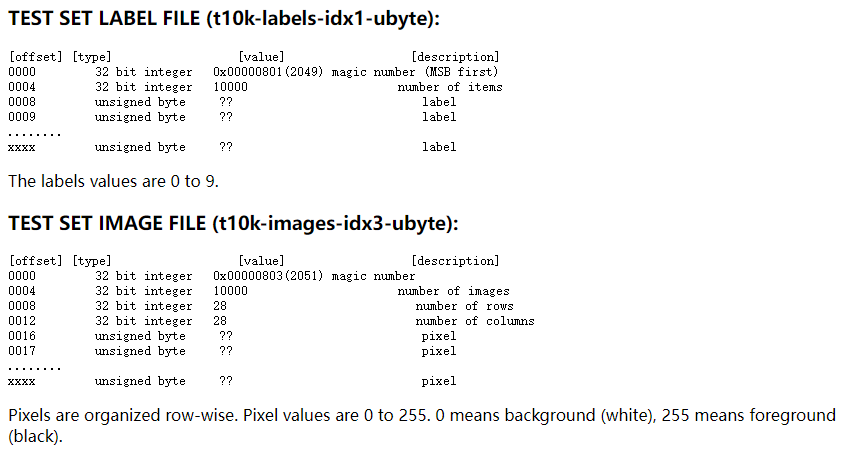 TEST SET LABEL FILE (t10k-labels-idx1-ubyte):
[offset] [type] [value] [description]
0000 32 bit integer 0x00000801(2049) magic number (MSB first)
0004 32 bit integer 10000 number of items
0008 unsigned byte ?? label
0009 unsigned byte ?? label
........
xxxx unsigned byte ?? label
The labels values are 0 to 9.
TEST SET IMAGE FILE (t10k-images-idx3-ubyte):
[offset] [type] [value] [description]
0000 32 bit integer 0x00000803(2051) magic number
0004 32 bit integer 10000 number of images
0008 32 bit integer 28 number of rows
0012 32 bit integer 28 number of columns
0016 unsigned byte ?? pixel
0017 unsigned byte ?? pixel
........
xxxx unsigned byte ?? pixel
Pixels are organized row-wise. Pixel values are 0 to 255. 0 means background (white), 255 means foreground
(black).